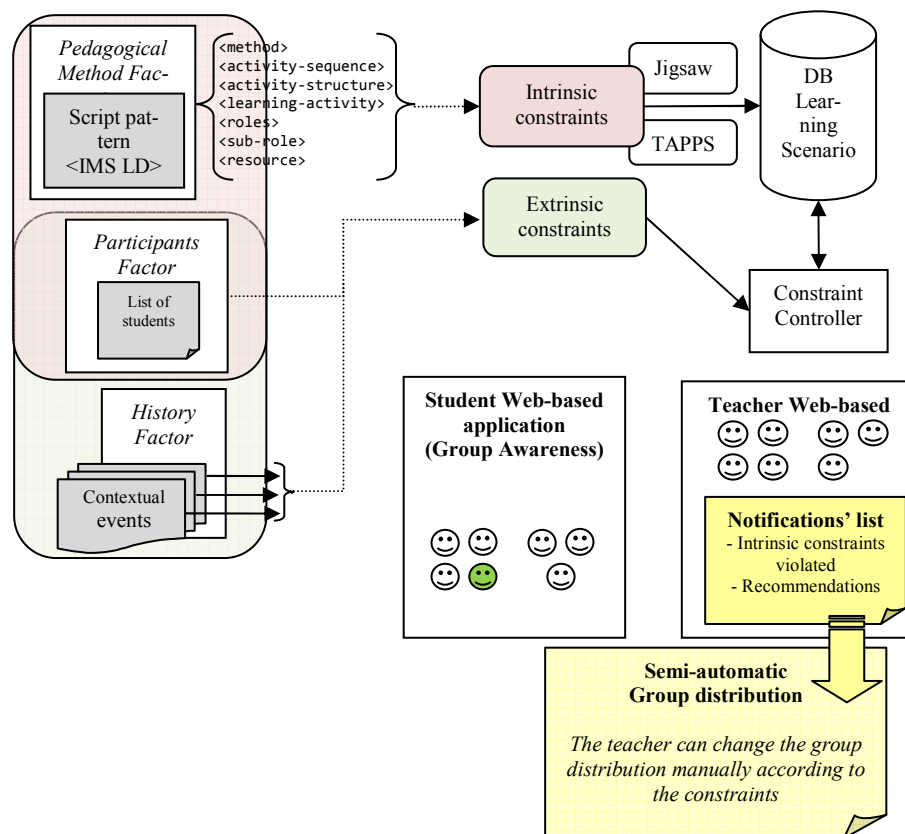 Pedagogical
Method Fac-
Script pat-
tern
<IMS LD>
<method>
<activity-sequence>
<activity-structure>
<learning-activity>
<roles>
<sub-role>
<resource>
Intrinsic
constraints
Jigsaw
TAPPS
DB
Lear-
ning
Scenario
Participants
Factor
List of
students
Extrinsic
constraints
Constraint
Controller
History
Factor
Contextual
events
Student Web-based
application
(Group Awareness)
Teacher Web-based
Notifications’ list
- Intrinsic constraints
violated
- Recommendations
Semi-automatic
Group distribution
The teacher can change the group
distribution manually according to
the constraints